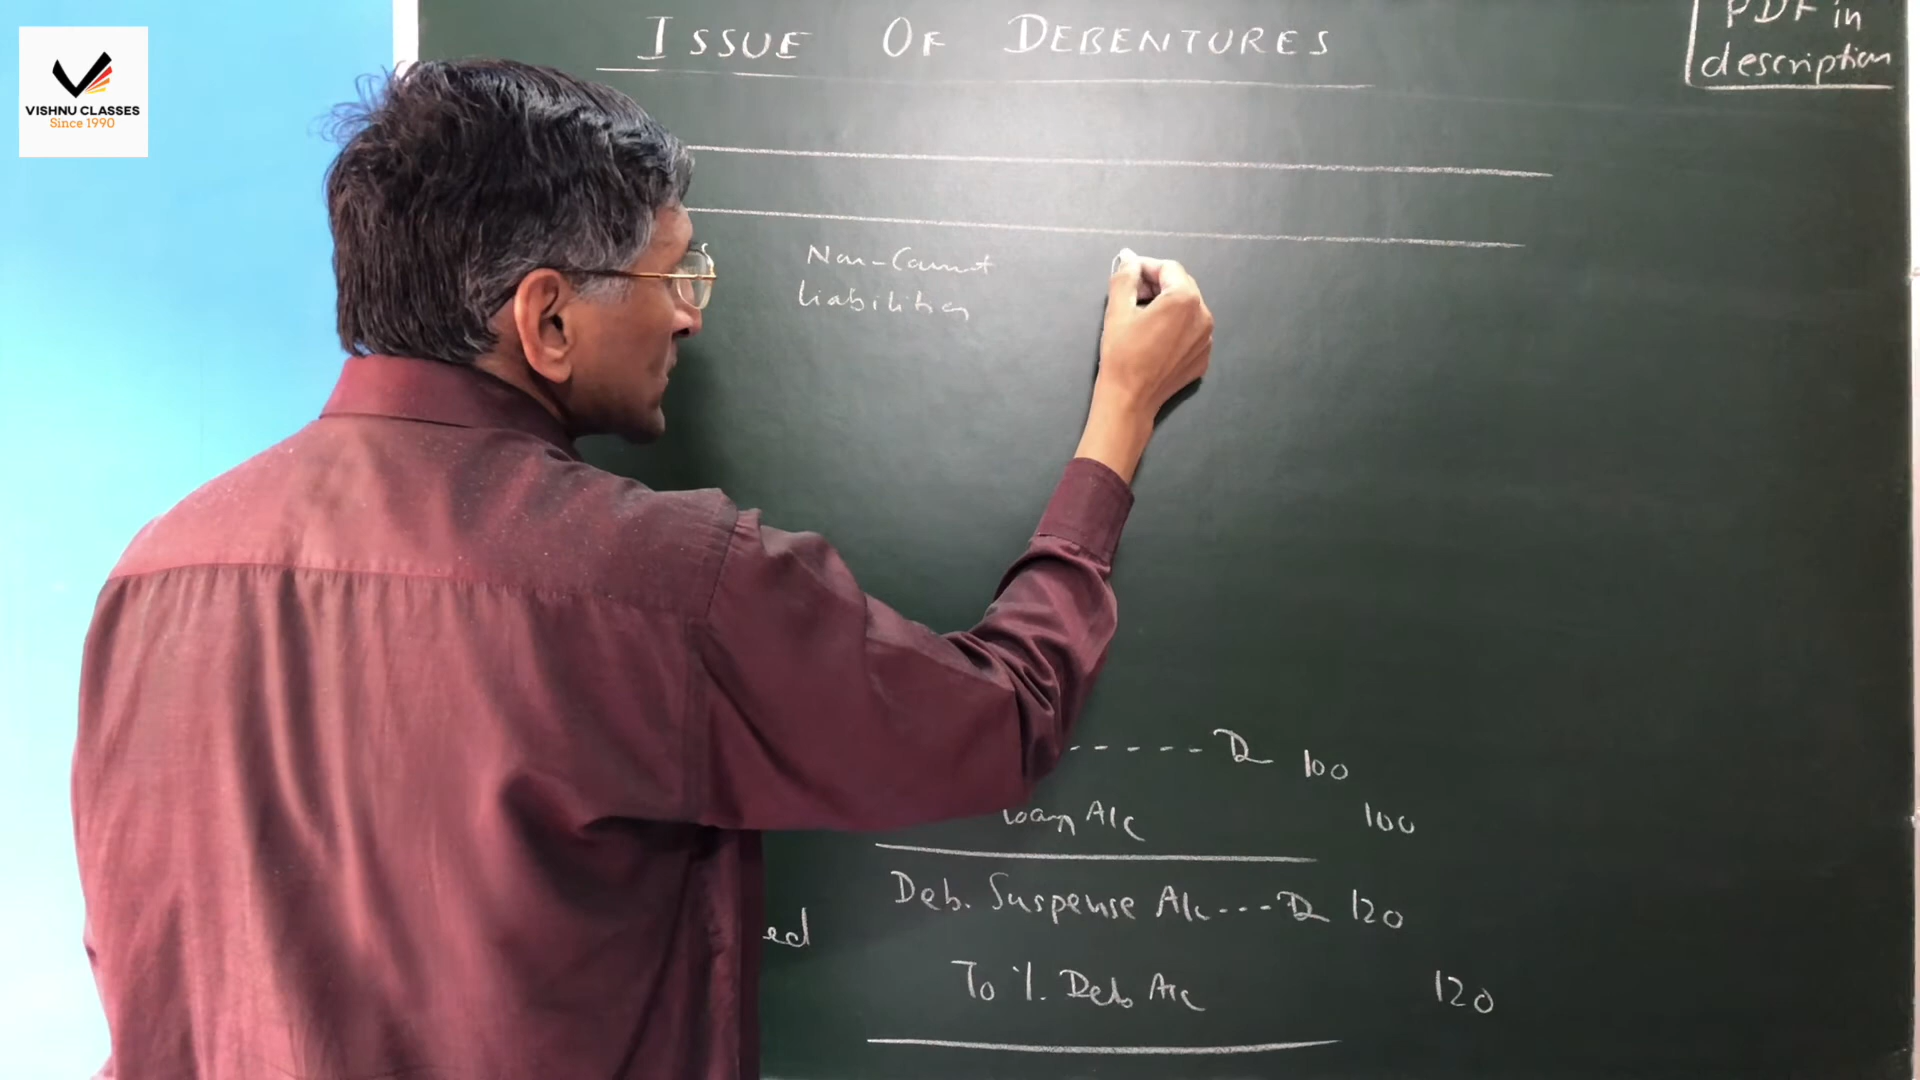 VISHNU CLASSES
Since 1990
ISSUE OF DEBENTURES
PDF in
description
Non-Current
Liabilities
------ Dr 100
Loan A/c 100
Deb. Suspense A/c --- Dr 120
ed
To %. Deb A/c 120